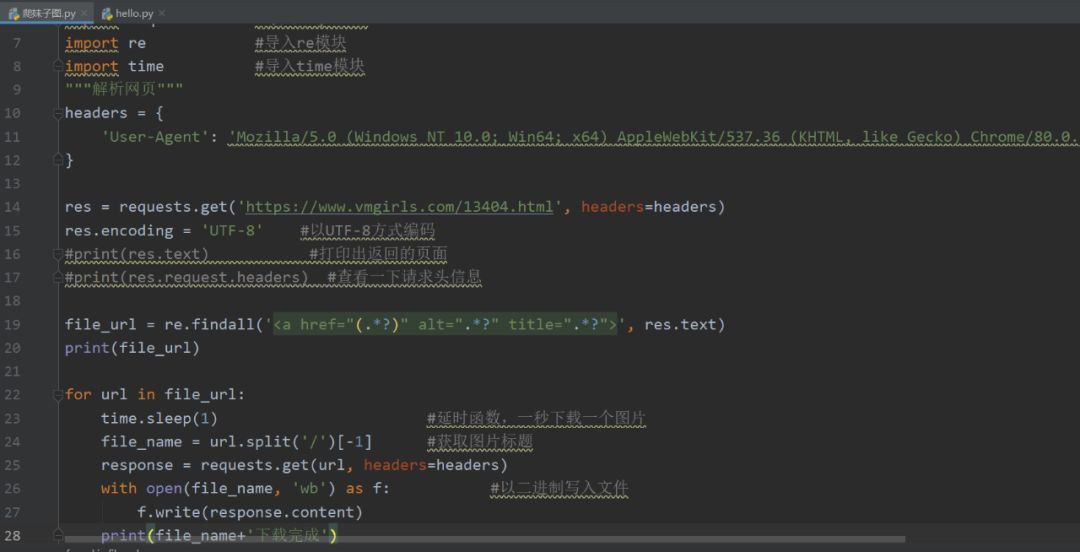 爬妹子图.py hello.py
7 import re #导入re模块
8 import time #导入time模块
9 """解析网页"""
10 headers = {
11 'User-Agent': 'Mozilla/5.0 (Windows NT 10.0; Win64; x64) AppleWebKit/537.36 (KHTML, like Gecko) Chrome/80.0.
12 }
13
14 res = requests.get('https://www.vmgirls.com/13404.html', headers=headers)
15 res.encoding = 'UTF-8' #以UTF-8方式编码
16 #print(res.text) #打印出返回的页面
17 #print(res.request.headers) #查看一下请求头信息
18
19 file_url = re.findall('<a href="(.*?)" alt=".*?" title=".*?">', res.text)
20 print(file_url)
21
22 for url in file_url:
23 time.sleep(1) #延时函数，一秒下载一个图片
24 file_name = url.split('/')[-1] #获取图片标题
25 response = requests.get(url, headers=headers)
26 with open(file_name, 'wb') as f: #以二进制写入文件
27 f.write(response.content)
28 print(file_name+'下载完成')